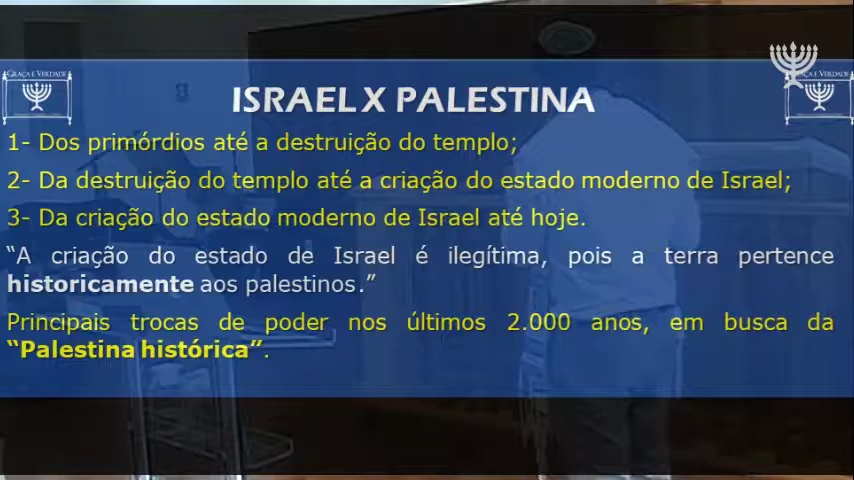 GRAÇA E VERDADE
ISRAEL X PALESTINA
1- Dos primórdios até a destruição do templo;
2- Da destruição do templo até a criação do estado moderno de Israel;
3- Da criação do estado moderno de Israel até hoje.
“A criação do estado de Israel é ilegítima, pois a terra pertence
historicamente aos palestinos.”
Principais trocas de poder nos últimos 2.000 anos, em busca da
“Palestina histórica”.